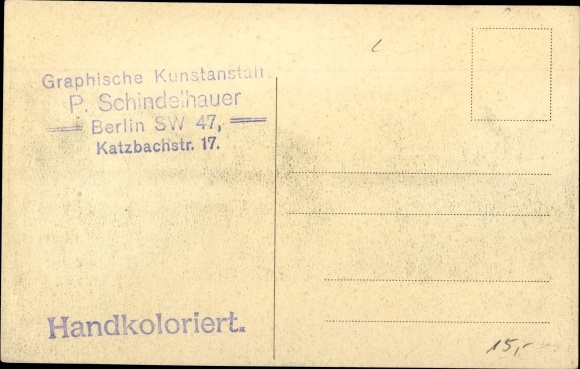 Graphische Kunstanstalt
P. Schindelhauer
Berlin SW 47,
Katzbachstr. 17.
Handkoloriert.
15,-